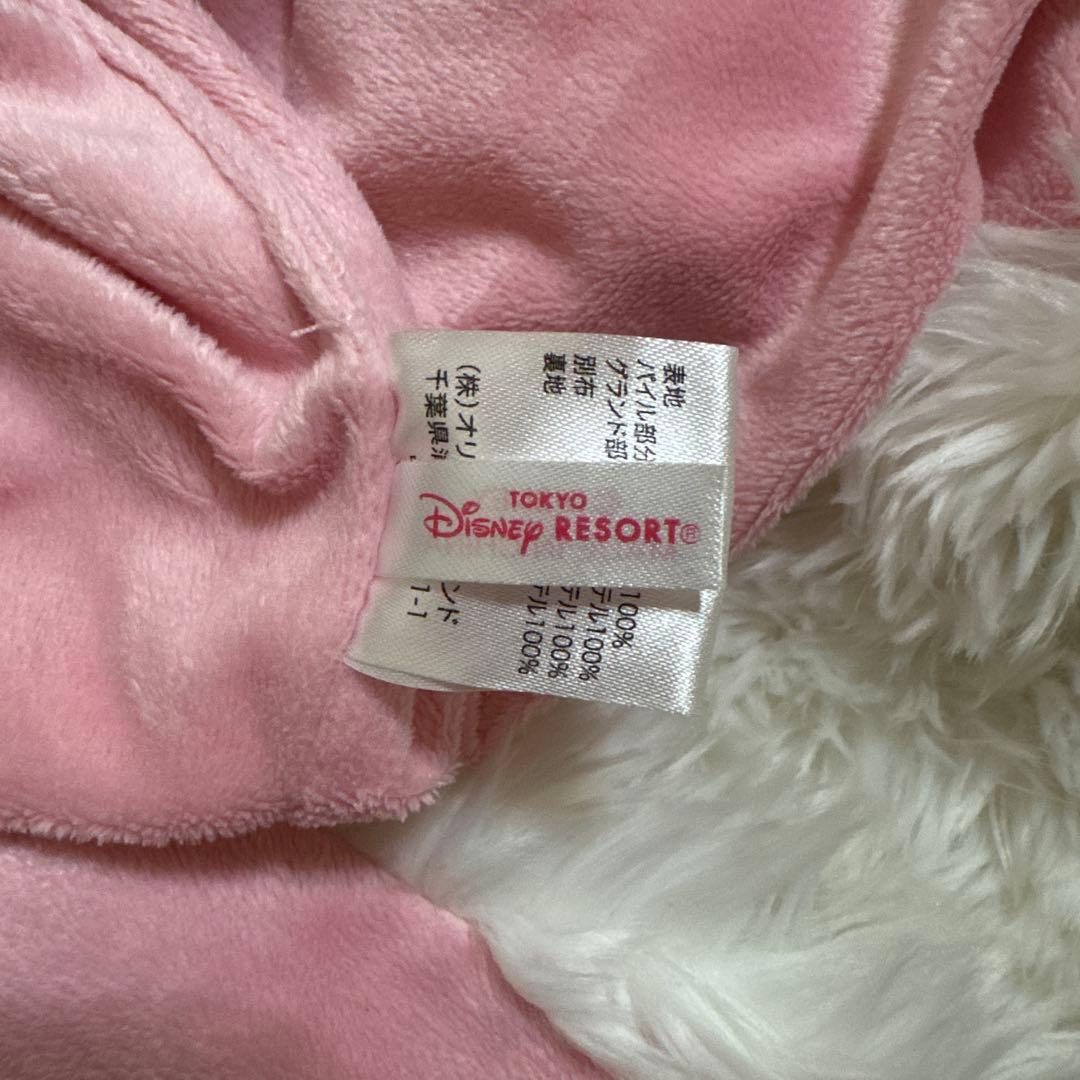 TOKYO
Disney RESORT®
表地
パイル部分
グランド部
別布
裏地
100%
テル100%
テル100%
テル100%
(株)オリ
ンド
千葉県
1-1